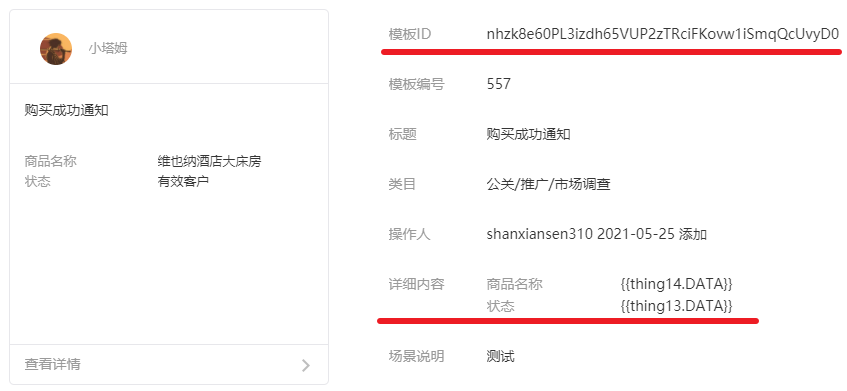 小塔姆
购买成功通知
商品名称 维也纳酒店大床房
状态 有效客户
查看详情
模板ID nhzk8e60PL3izdh65VUP2zTRciFKovw1iSmqQcUvyD0
模板编号 557
标题 购买成功通知
类目 公关/推广/市场调查
操作人 shanxiansen310 2021-05-25 添加
详细内容 商品名称 {{thing14.DATA}}
状态 {{thing13.DATA}}
场景说明 测试